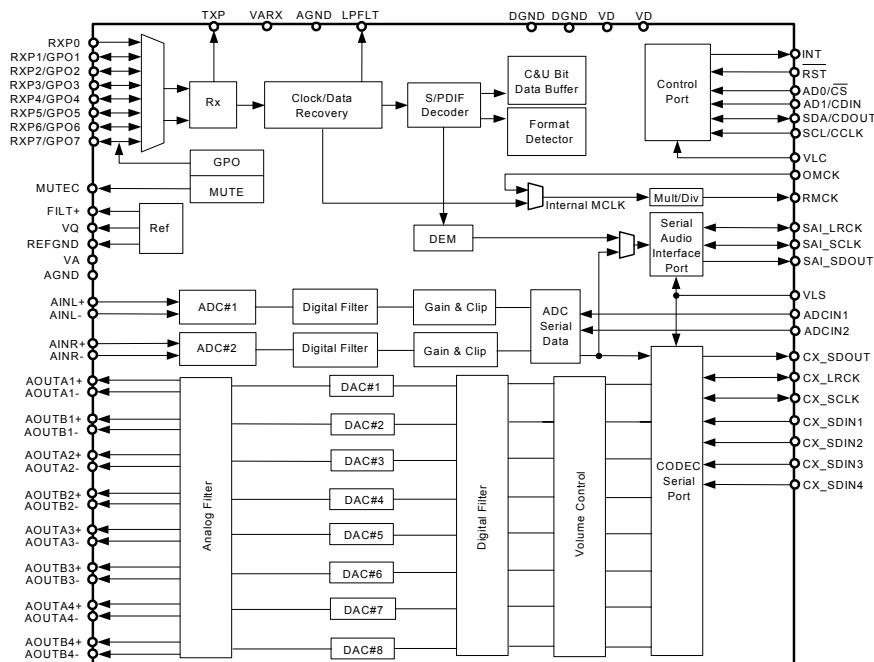 TXP VARX AGND LPFLT DGND DGND VD VD
RXP0
RXP1/GPO1
RXP2/GPO2
RXP3/GPO3
RXP4/GPO4
RXP5/GPO5
RXP6/GPO6
RXP7/GPO7
Rx
Clock/Data
Recovery
S/PDIF
Decoder
C&U Bit
Data Buffer
Format
Detector
Control
Port
INT
RST
AD0/CS
AD1/CDIN
SDA/CDOUT
SCL/CCLK
VLC
OMCK
RMCK
GPO
MUTE
MUTEC
FILT+
VQ
REFGND
VA
AGND
Ref
Internal MCLK
Mult/Div
DEM
Serial
Audio
Interface
Port
SAI_LRCK
SAI_SCLK
SAI_SDOUT
VLS
ADCIN1
ADCIN2
AINL+
AINL-
ADC#1
Digital Filter
Gain & Clip
ADC
Serial
Data
AINR+
AINR-
ADC#2
Digital Filter
Gain & Clip
CX_SDOUT
CX_LRCK
CX_SCLK
CX_SDIN1
CX_SDIN2
CX_SDIN3
CX_SDIN4
AOUTA1+
AOUTA1-
AOUTB1+
AOUTB1-
AOUTA2+
AOUTA2-
AOUTB2+
AOUTB2-
AOUTA3+
AOUTA3-
AOUTB3+
AOUTB3-
AOUTA4+
AOUTA4-
AOUTB4+
AOUTB4-
Analog Filter
DAC#1
DAC#2
DAC#3
DAC#4
DAC#5
DAC#6
DAC#7
DAC#8
Digital Filter
Volume Control
CODEC
Serial
Port